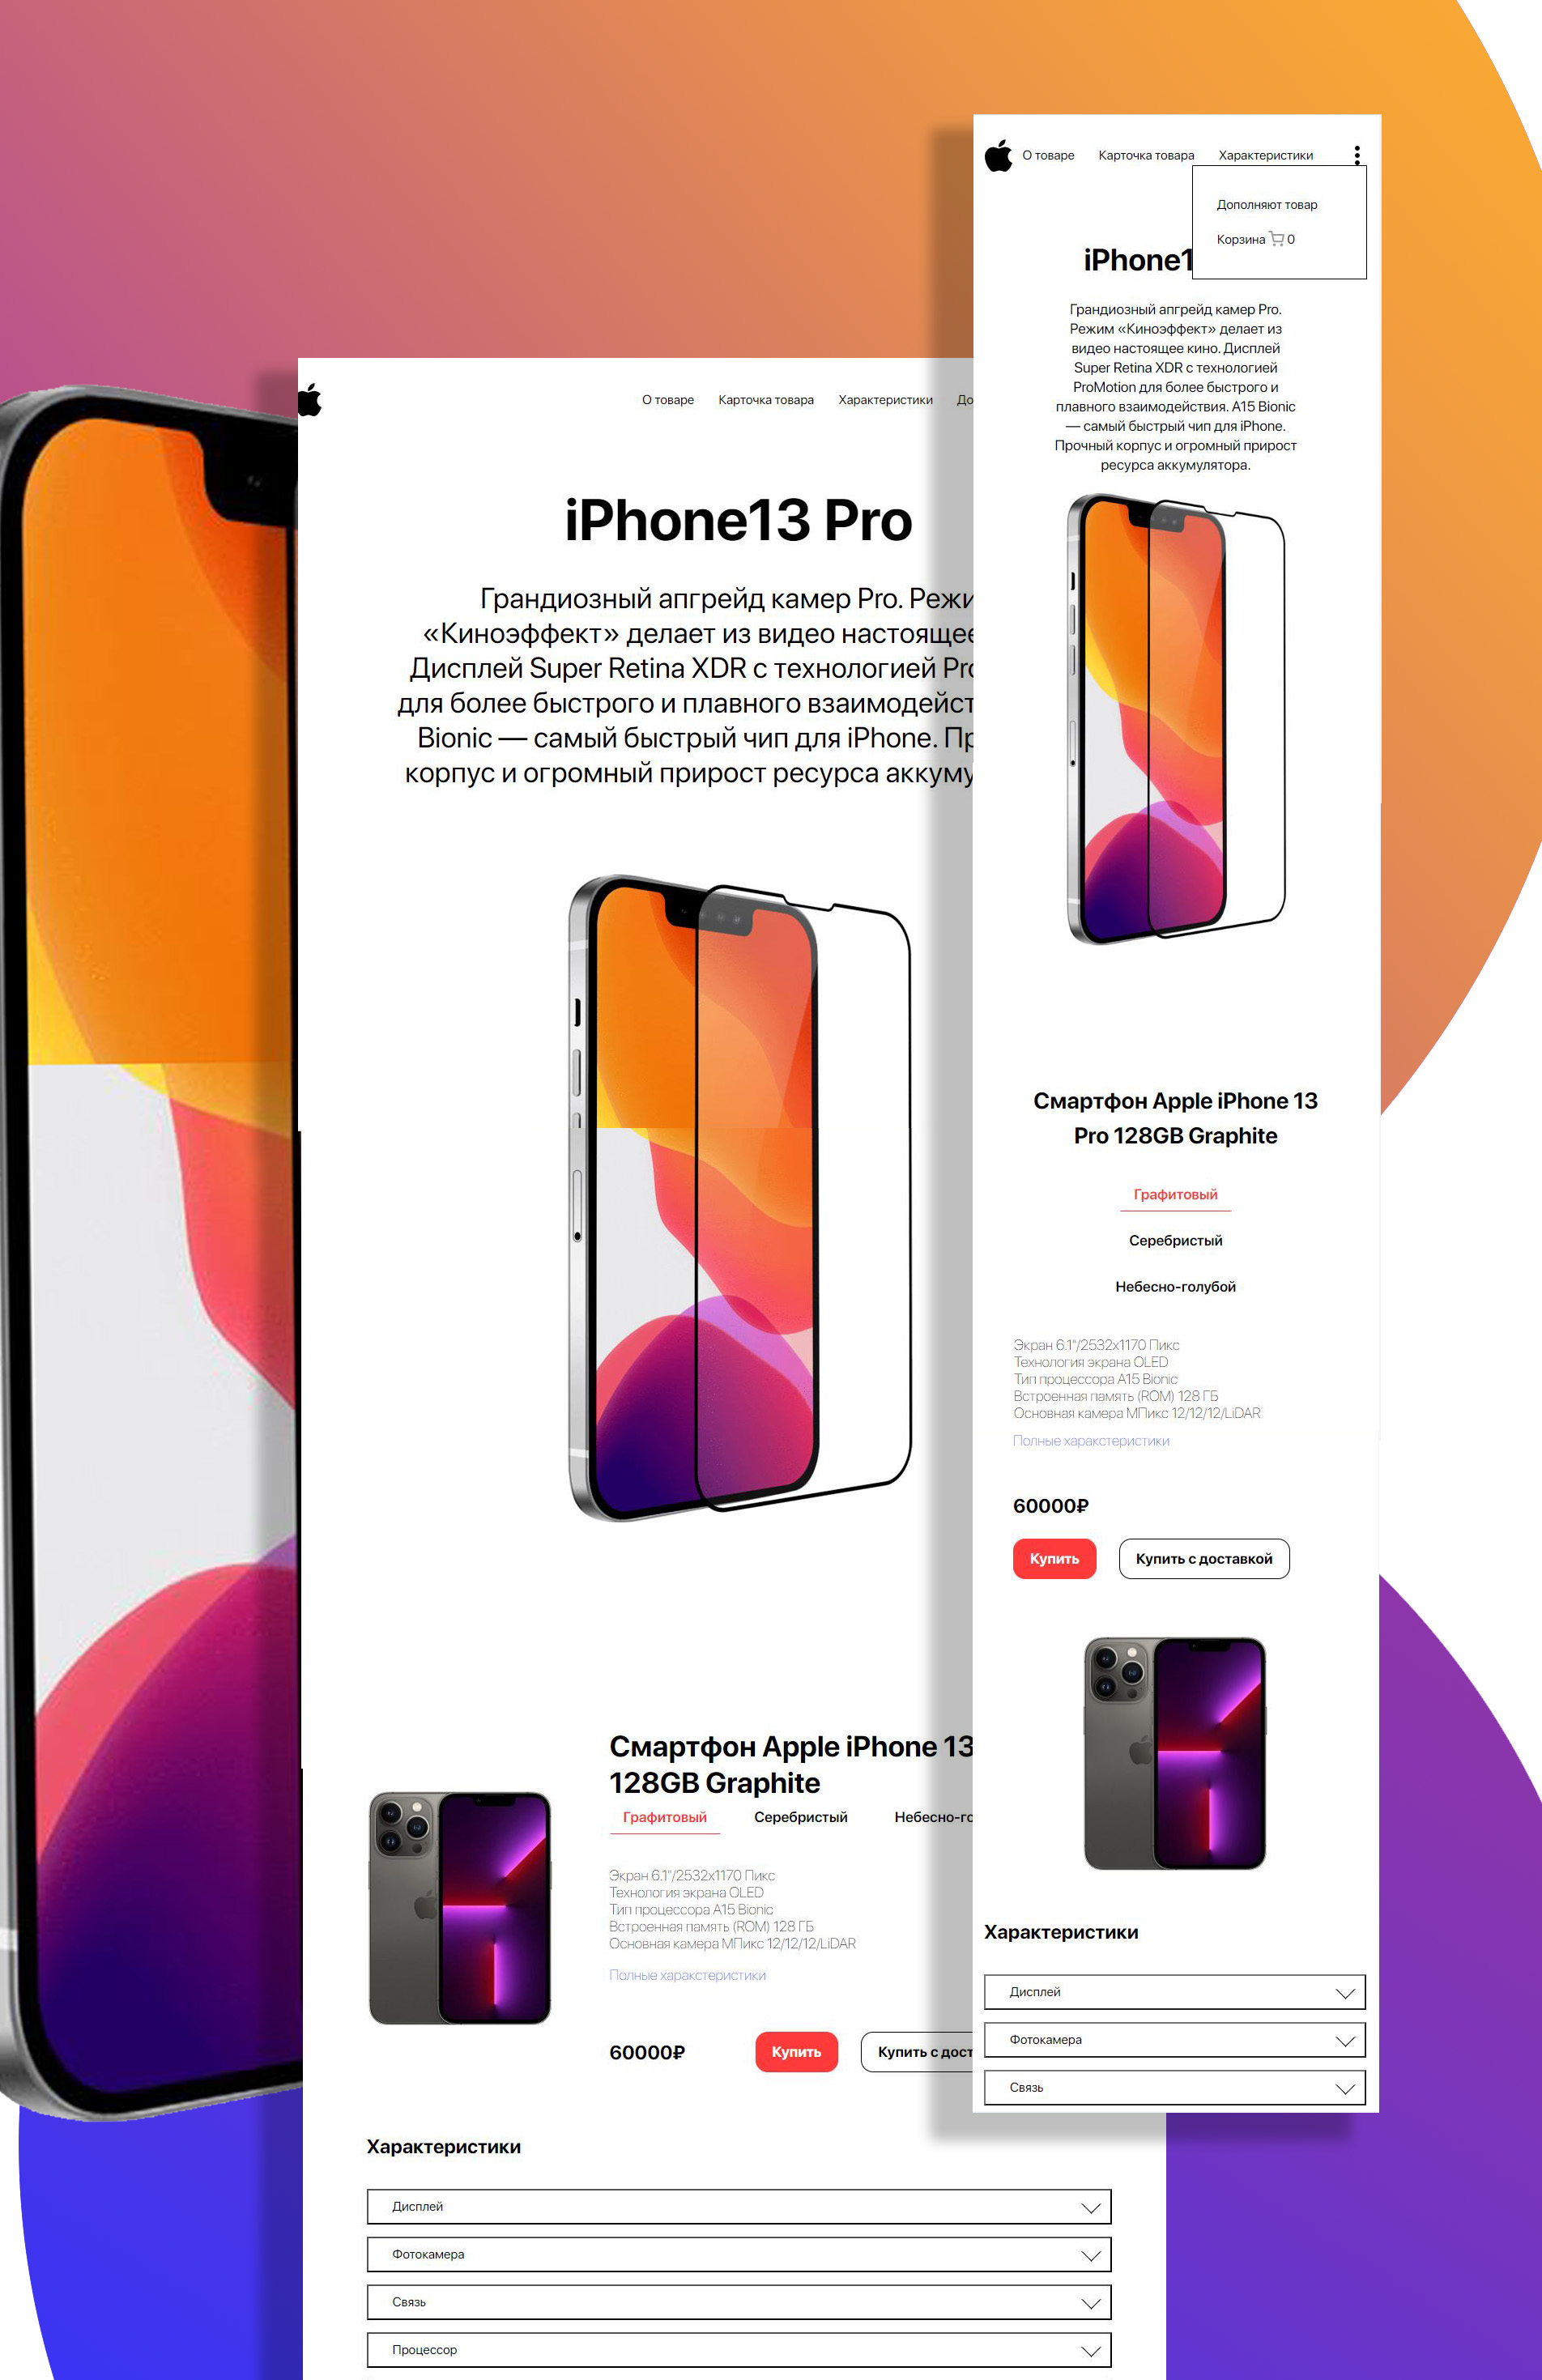 О товаре
Карточка товара
Характеристики
Дополняют товар
Корзина 0
iPhone1
Грандиозный апгрейд камер Pro.
Режим «Киноэффект» делает из
видео настоящее кино. Дисплей
Super Retina XDR с технологией
ProMotion для более быстрого и
плавного взаимодействия. A15 Bionic
— самый быстрый чип для iPhone.
Прочный корпус и огромный прирост
ресурса аккумулятора.
Смартфон Apple iPhone 13
Pro 128GB Graphite
Графитовый
Серебристый
Небесно-голубой
Экран 6.1"/2532x1170 Пикс
Технология экрана OLED
Тип процессора A15 Bionic
Встроенная память (ROM) 128 ГБ
Основная камера МПикс 12/12/12/LiDAR
Полные харакстеристики
60000₽
Купить
Купить с доставкой
Характеристики
Дисплей
Фотокамера
Связь
О товаре
Карточка товара
Характеристики
До
iPhone13 Pro
Грандиозный апгрейд камер Pro. Режи
«Киноэффект» делает из видео настоящее
Дисплей Super Retina XDR с технологией Pro
для более быстрого и плавного взаимодейст
Bionic — самый быстрый чип для iPhone. Пр
корпус и огромный прирост ресурса аккуму
Смартфон Apple iPhone 13
128GB Graphite
Графитовый
Серебристый
Небесно-го
Экран 6.1"/2532x1170 Пикс
Технология экрана OLED
Тип процессора A15 Bionic
Встроенная память (ROM) 128 ГБ
Основная камера МПикс 12/12/12/LiDAR
Полные харакстеристики
60000₽
Купить
Купить с дост
Характеристики
Дисплей
Фотокамера
Связь
Процессор